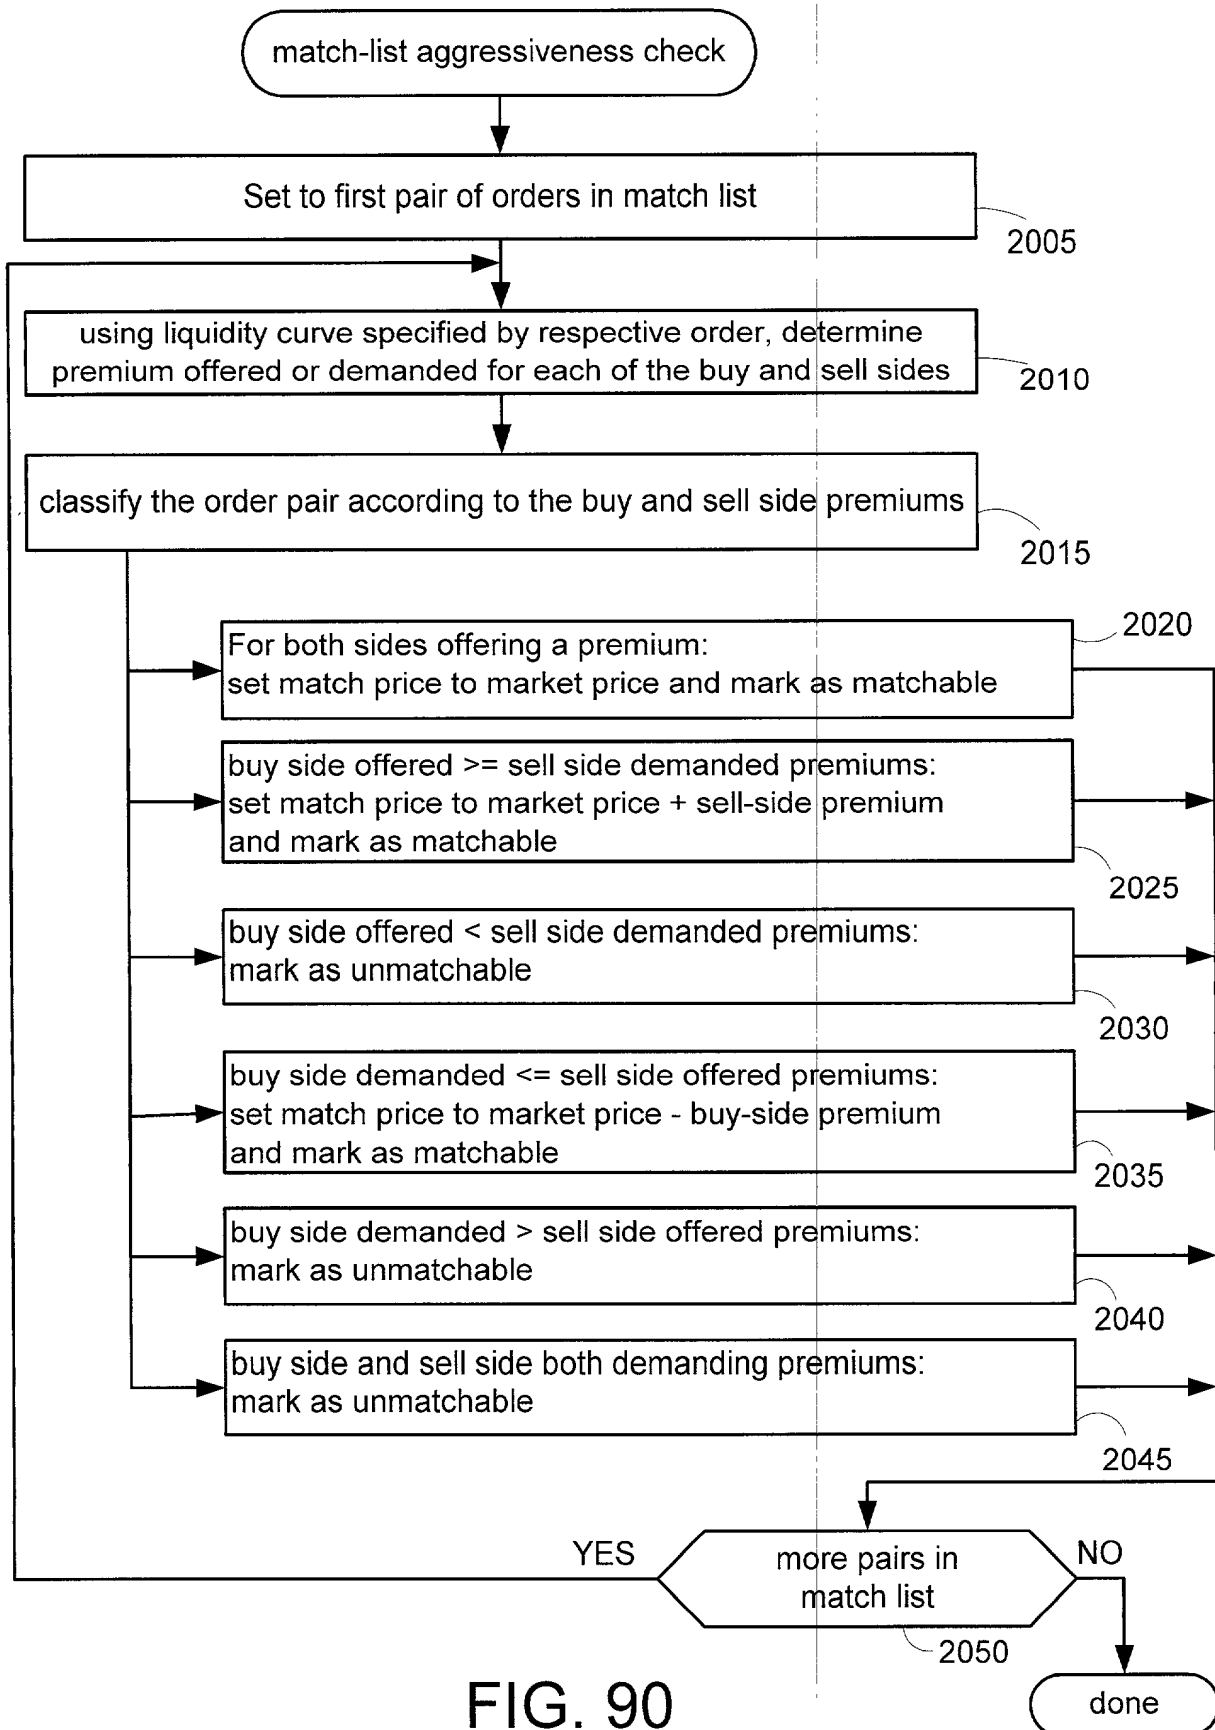 match-list aggressiveness check
Set to first pair of orders in match list
2005
using liquidity curve specified by respective order, determine
premium offered or demanded for each of the buy and sell sides
2010
classify the order pair according to the buy and sell side premiums
2015
2020
For both sides offering a premium:
set match price to market price and mark as matchable
buy side offered >= sell side demanded premiums:
set match price to market price + sell-side premium
and mark as matchable
2025
buy side offered < sell side demanded premiums:
mark as unmatchable
2030
buy side demanded <= sell side offered premiums:
set match price to market price - buy-side premium
and mark as matchable
2035
buy side demanded > sell side offered premiums:
mark as unmatchable
2040
buy side and sell side both demanding premiums:
mark as unmatchable
2045
YES
more pairs in
match list
NO
2050
done
FIG. 90